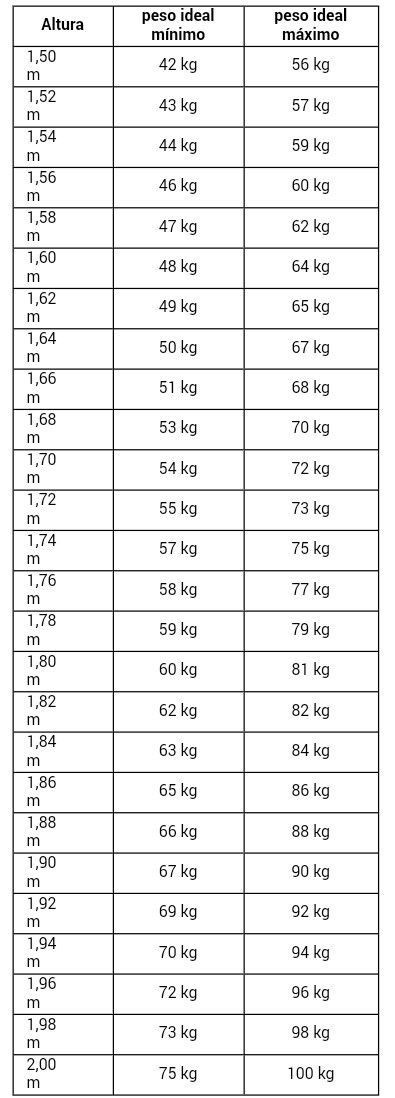 Altura peso ideal mínimo peso ideal máximo
1,50 m 42 kg 56 kg
1,52 m 43 kg 57 kg
1,54 m 44 kg 59 kg
1,56 m 46 kg 60 kg
1,58 m 47 kg 62 kg
1,60 m 48 kg 64 kg
1,62 m 49 kg 65 kg
1,64 m 50 kg 67 kg
1,66 m 51 kg 68 kg
1,68 m 53 kg 70 kg
1,70 m 54 kg 72 kg
1,72 m 55 kg 73 kg
1,74 m 57 kg 75 kg
1,76 m 58 kg 77 kg
1,78 m 59 kg 79 kg
1,80 m 60 kg 81 kg
1,82 m 62 kg 82 kg
1,84 m 63 kg 84 kg
1,86 m 65 kg 86 kg
1,88 m 66 kg 88 kg
1,90 m 67 kg 90 kg
1,92 m 69 kg 92 kg
1,94 m 70 kg 94 kg
1,96 m 72 kg 96 kg
1,98 m 73 kg 98 kg
2,00 m 75 kg 100 kg